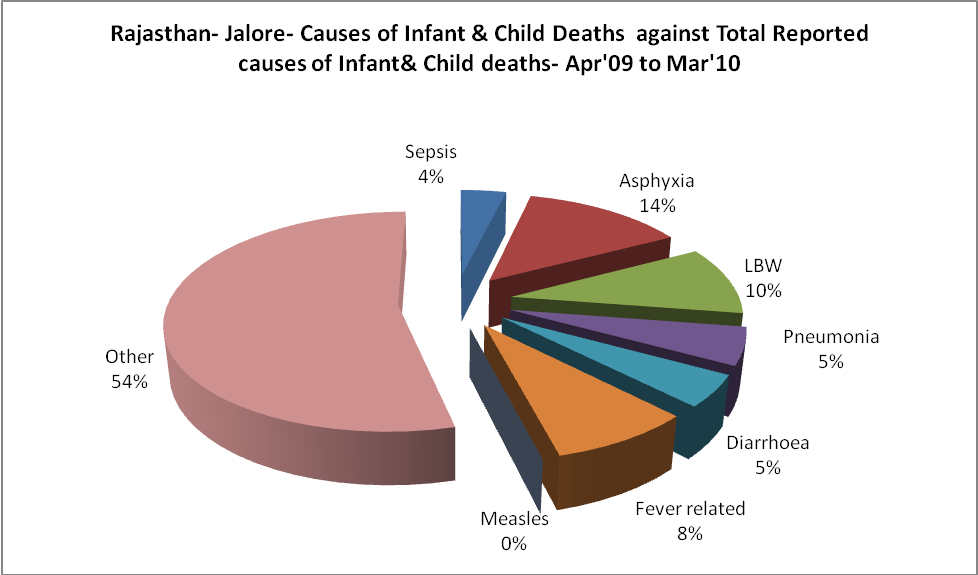 Rajasthan- Jalore- Causes of Infant & Child Deaths against Total Reported
causes of Infant& Child deaths- Apr'09 to Mar'10
Sepsis
4%
Asphyxia
14%
LBW
10%
Pneumonia
5%
Diarrhoea
5%
Fever related
8%
Measles
0%
Other
54%